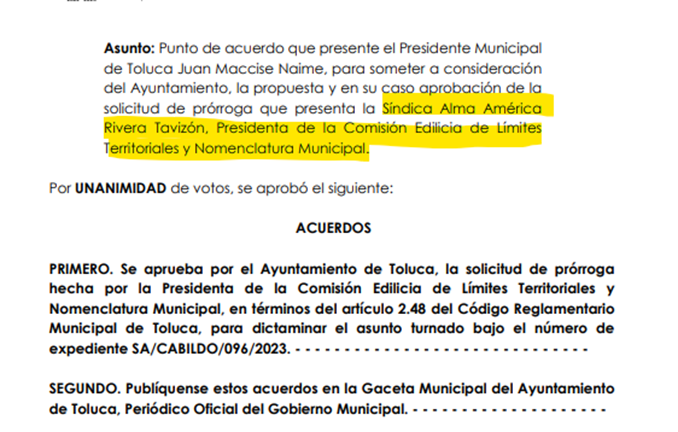 Asunto: Punto de acuerdo que presente el Presidente Municipal
de Toluca Juan Maccise Naime, para someter a consideración
del Ayuntamiento, la propuesta y en su caso aprobación de la
solicitud de prórroga que presenta la Síndica Alma América
Rivera Tavizón, Presidenta de la Comisión Edilicia de Límites
Territoriales y Nomenclatura Municipal.
Por UNANIMIDAD de votos, se aprobó el siguiente:
ACUERDOS
PRIMERO. Se aprueba por el Ayuntamiento de Toluca, la solicitud de prórroga
hecha por la Presidenta de la Comisión Edilicia de Límites Territoriales y
Nomenclatura Municipal, en términos del artículo 2.48 del Código Reglamentario
Municipal de Toluca, para dictaminar el asunto turnado bajo el número de
expediente SA/CABILDO/096/2023. - - - - - - - - - - - - - - - - - - - - - - - - - - - - - -
SEGUNDO. Publíquense estos acuerdos en la Gaceta Municipal del Ayuntamiento
de Toluca, Periódico Oficial del Gobierno Municipal. - - - - - - - - - - - - - - - - - - - -